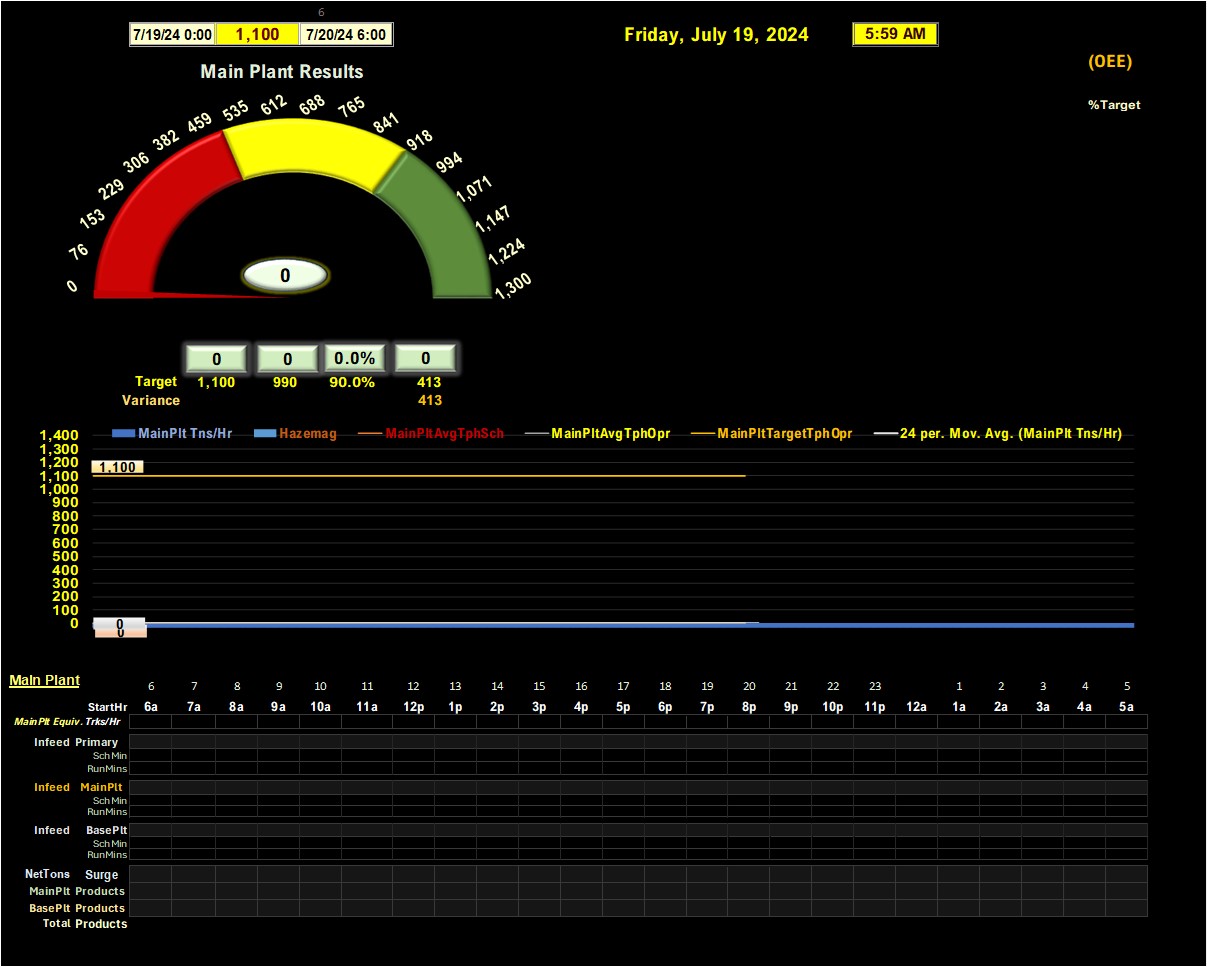 6
7/19/24 0:00 1,100 7/20/24 6:00
Friday, July 19, 2024
5:59 AM
(OEE)
%Target
Main Plant Results
0 76 153 229 306 382 459 535 612 688 765 841 918 994 1,071 1,147 1,224 1,300
0
0 0 0.0% 0
Target 1,100 990 90.0% 413
Variance 413
MainPlt Tns/Hr Hazemag MainPltAvgTphSch MainPltAvgTphOpr MainPltTargetTphOpr 24 per. Mov. Avg. (MainPlt Tns/Hr)
1,400
1,300
1,200
1,100
1,000
900
800
700
600
500
400
300
200
100
0
1,100
0
0
Main Plant
6 7 8 9 10 11 12 13 14 15 16 17 18 19 20 21 22 23 1 2 3 4 5
StartHr 6a 7a 8a 9a 10a 11a 12p 1p 2p 3p 4p 5p 6p 7p 8p 9p 10p 11p 12a 1a 2a 3a 4a 5a
MainPlt Equiv. Trks/Hr
Infeed Primary
SchMin
RunMins
Infeed MainPlt
SchMin
RunMins
Infeed BasePlt
SchMin
RunMins
NetTons Surge
MainPlt Products
BasePlt Products
Total Products